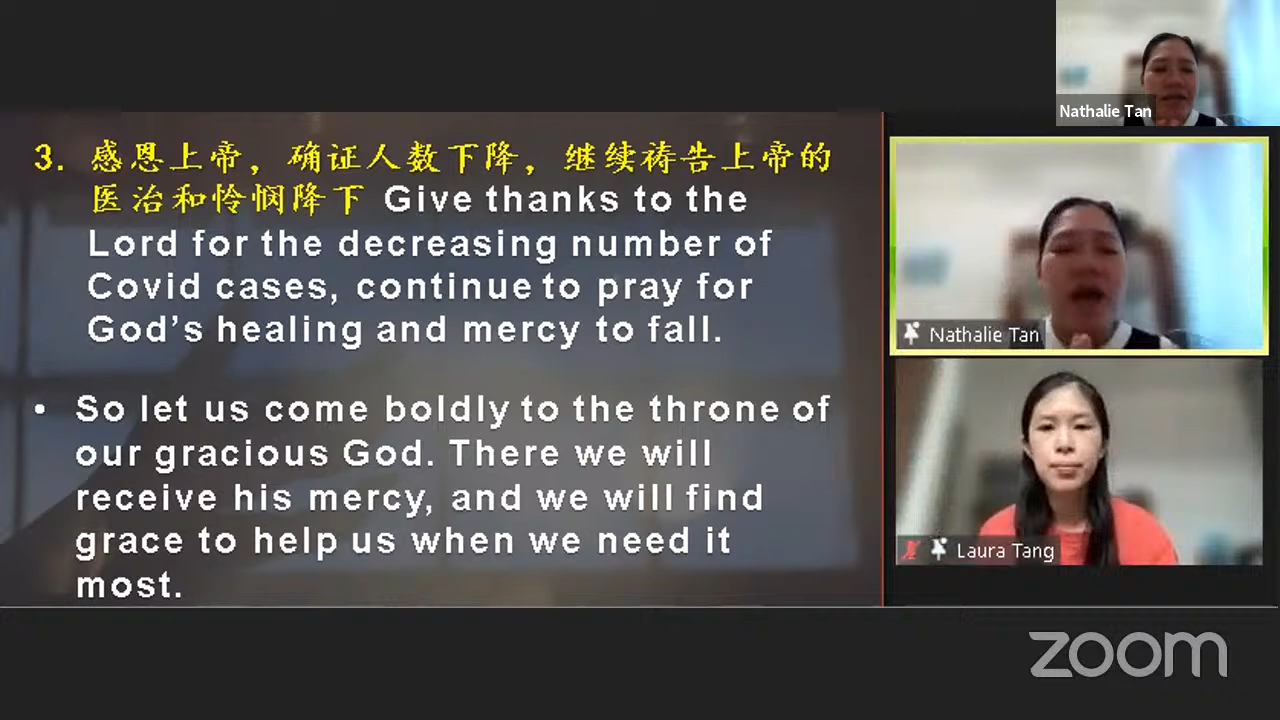 Nathalie Tan
3. 感恩上帝，确证人数下降，继续祷告上帝的
医治和怜悯降下 Give thanks to the
Lord for the decreasing number of
Covid cases, continue to pray for
God’s healing and mercy to fall.
• So let us come boldly to the throne of
our gracious God. There we will
receive his mercy, and we will find
grace to help us when we need it
most.
Nathalie Tan
Laura Tang
zoom